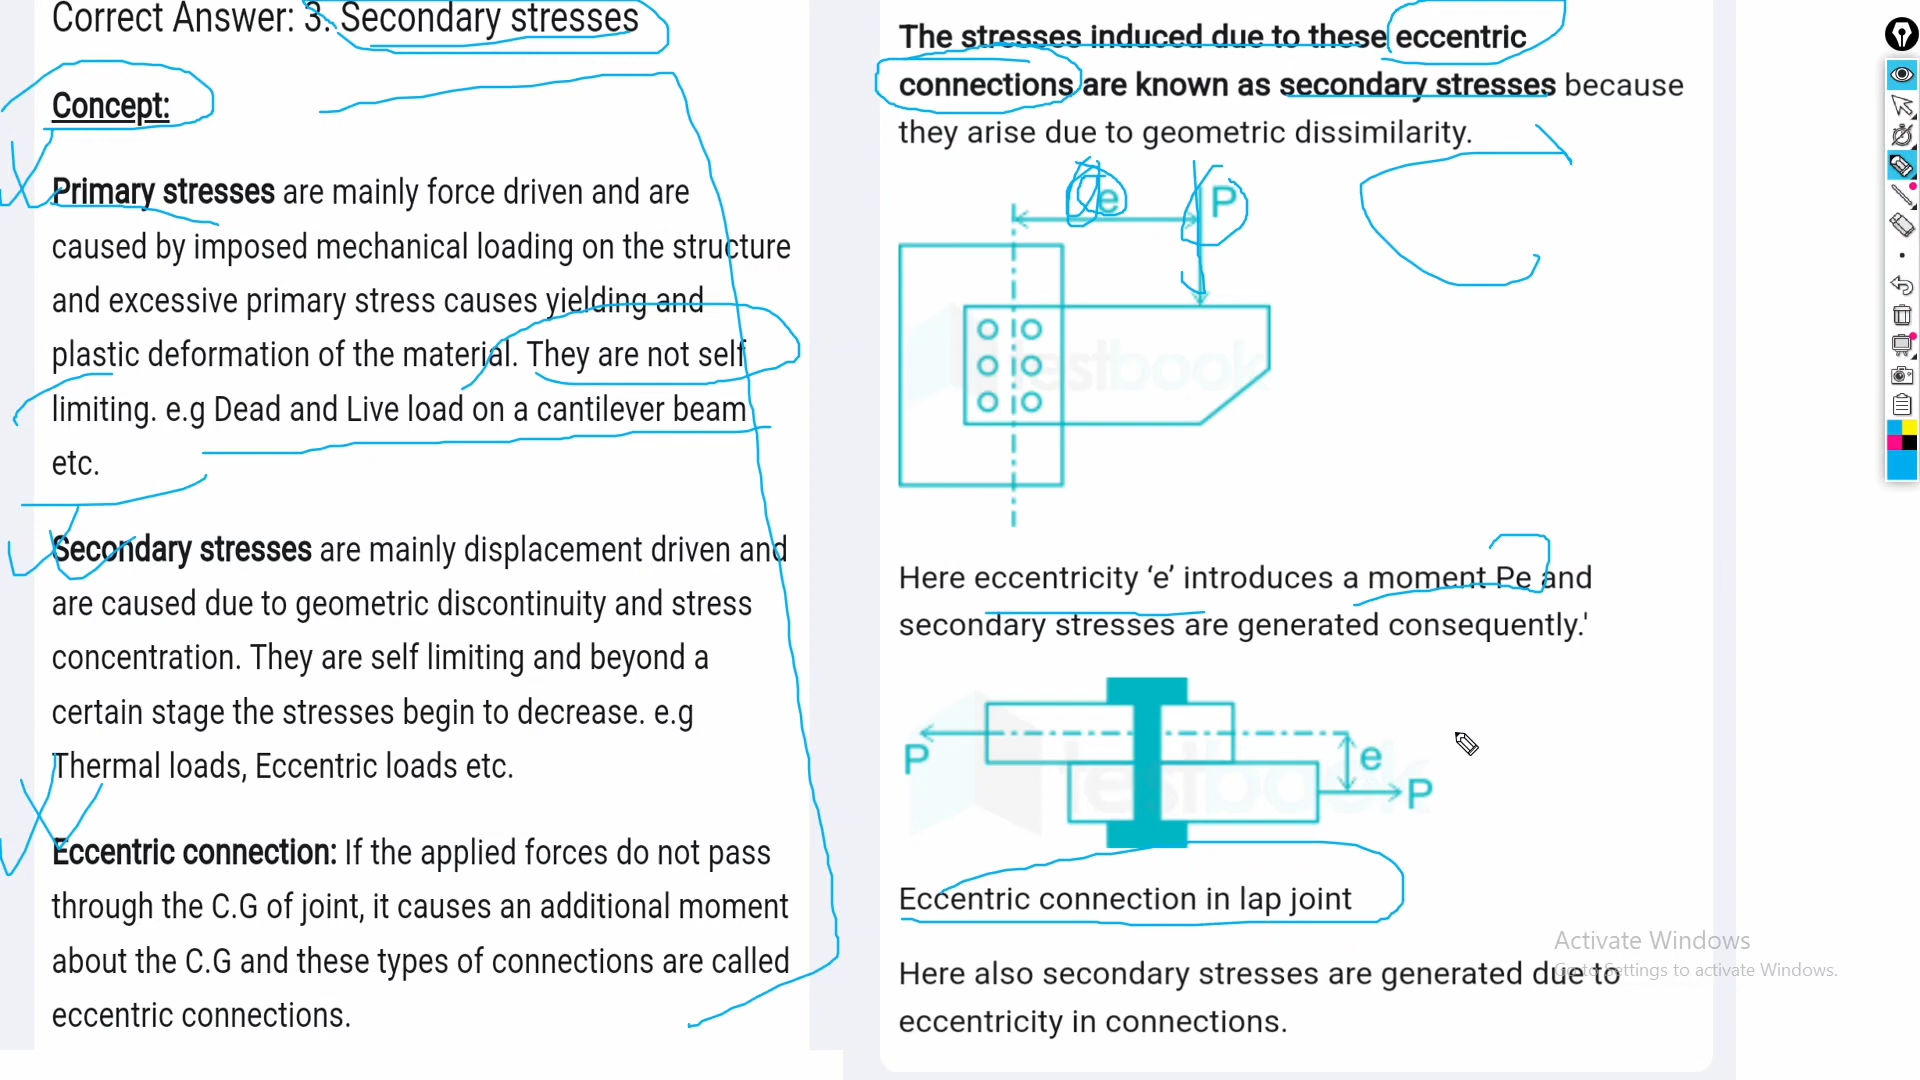 Correct Answer: 3. Secondary stresses
Concept:
Primary stresses are mainly force driven and are
caused by imposed mechanical loading on the structure
and excessive primary stress causes yielding and
plastic deformation of the material. They are not self
limiting. e.g Dead and Live load on a cantilever beam
etc.
Secondary stresses are mainly displacement driven and
are caused due to geometric discontinuity and stress
concentration. They are self limiting and beyond a
certain stage the stresses begin to decrease. e.g
Thermal loads, Eccentric loads etc.
Eccentric connection: If the applied forces do not pass
through the C.G of joint, it causes an additional moment
about the C.G and these types of connections are called
eccentric connections.
The stresses induced due to these eccentric
connections are known as secondary stresses because
they arise due to geometric dissimilarity.
e P
testbook
Here eccentricity ‘e’ introduces a moment Pe and
secondary stresses are generated consequently.'
P e
P
testbook
Eccentric connection in lap joint
Here also secondary stresses are generated due to
eccentricity in connections.
Activate Windows
Go to Settings to activate Windows.